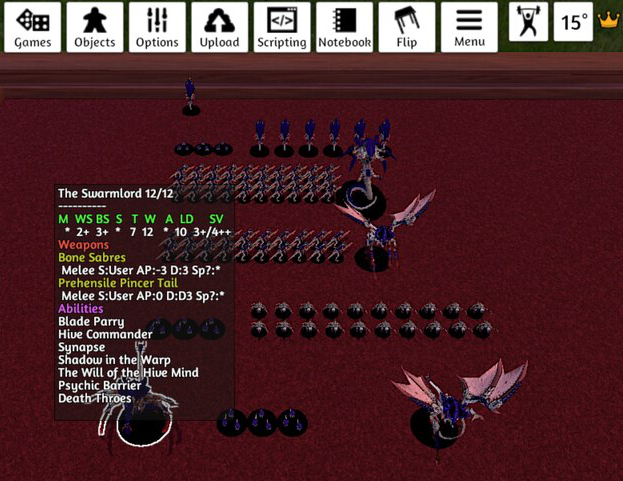 Games Objects Options Upload Scripting Notebook Flip Menu 15°
The Swarmlord 12/12
----------
M WS BS S T W A LD SV
* 2+ 3+ * 7 12 * 10 3+/4++
Weapons
Bone Sabres
Melee S:User AP:-3 D:3 Sp?:*
Prehensile Pincer Tail
Melee S:User AP:0 D:D3 Sp?:*
Abilities
Blade Parry
Hive Commander
Synapse
Shadow in the Warp
The Will of the Hive Mind
Psychic Barrier
Death Throes